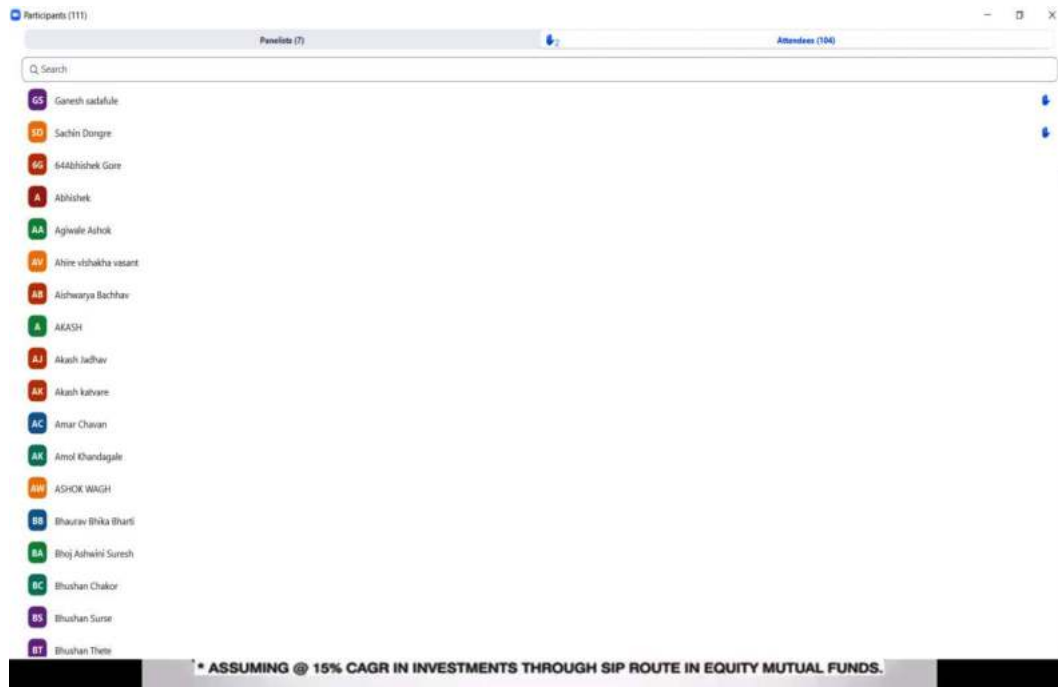 Participants (111)
Panelists (7)
2
Attendees (104)
Search
GS Ganesh sadafule
SD Sachin Dongre
6G 64Abhishek Gore
A Abhishek
AA Agiwale Ashok
AV Ahire vishakha vasant
AB Aishwarya Bachhav
A AKASH
AJ Akash Jadhav
AK Akash katvare
AC Amar Chavan
AK Amol Khandagale
AW ASHOK WAGH
BB Bhaurav Bhika Bharti
BA Bhoj Ashwini Suresh
BC Bhushan Chakor
BS Bhushan Surse
BT Bhushan Thete
* ASSUMING @ 15% CAGR IN INVESTMENTS THROUGH SIP ROUTE IN EQUITY MUTUAL FUNDS.